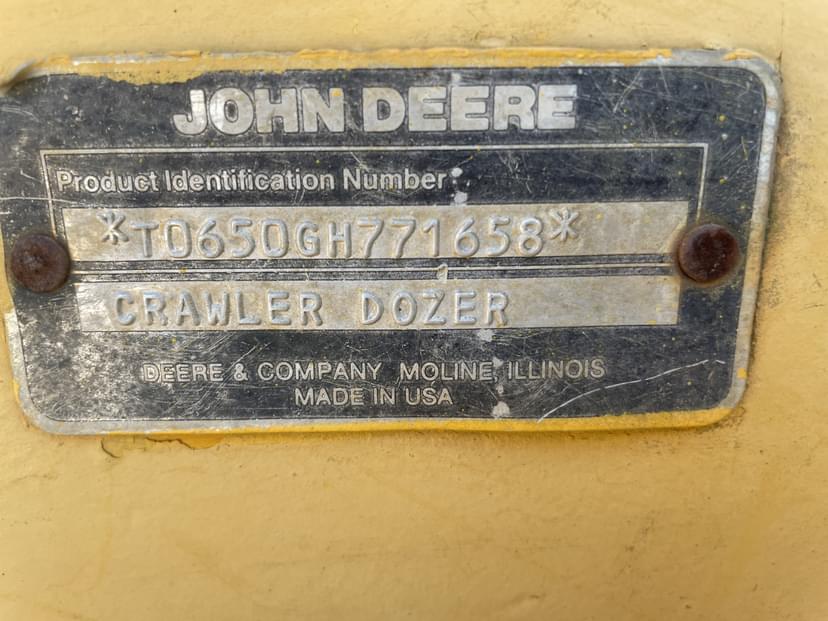 JOHN DEERE
Product Identification Number:
*T0650GH771658*
CRAWLER DOZER
DEERE & COMPANY MOLINE, ILLINOIS
MADE IN USA